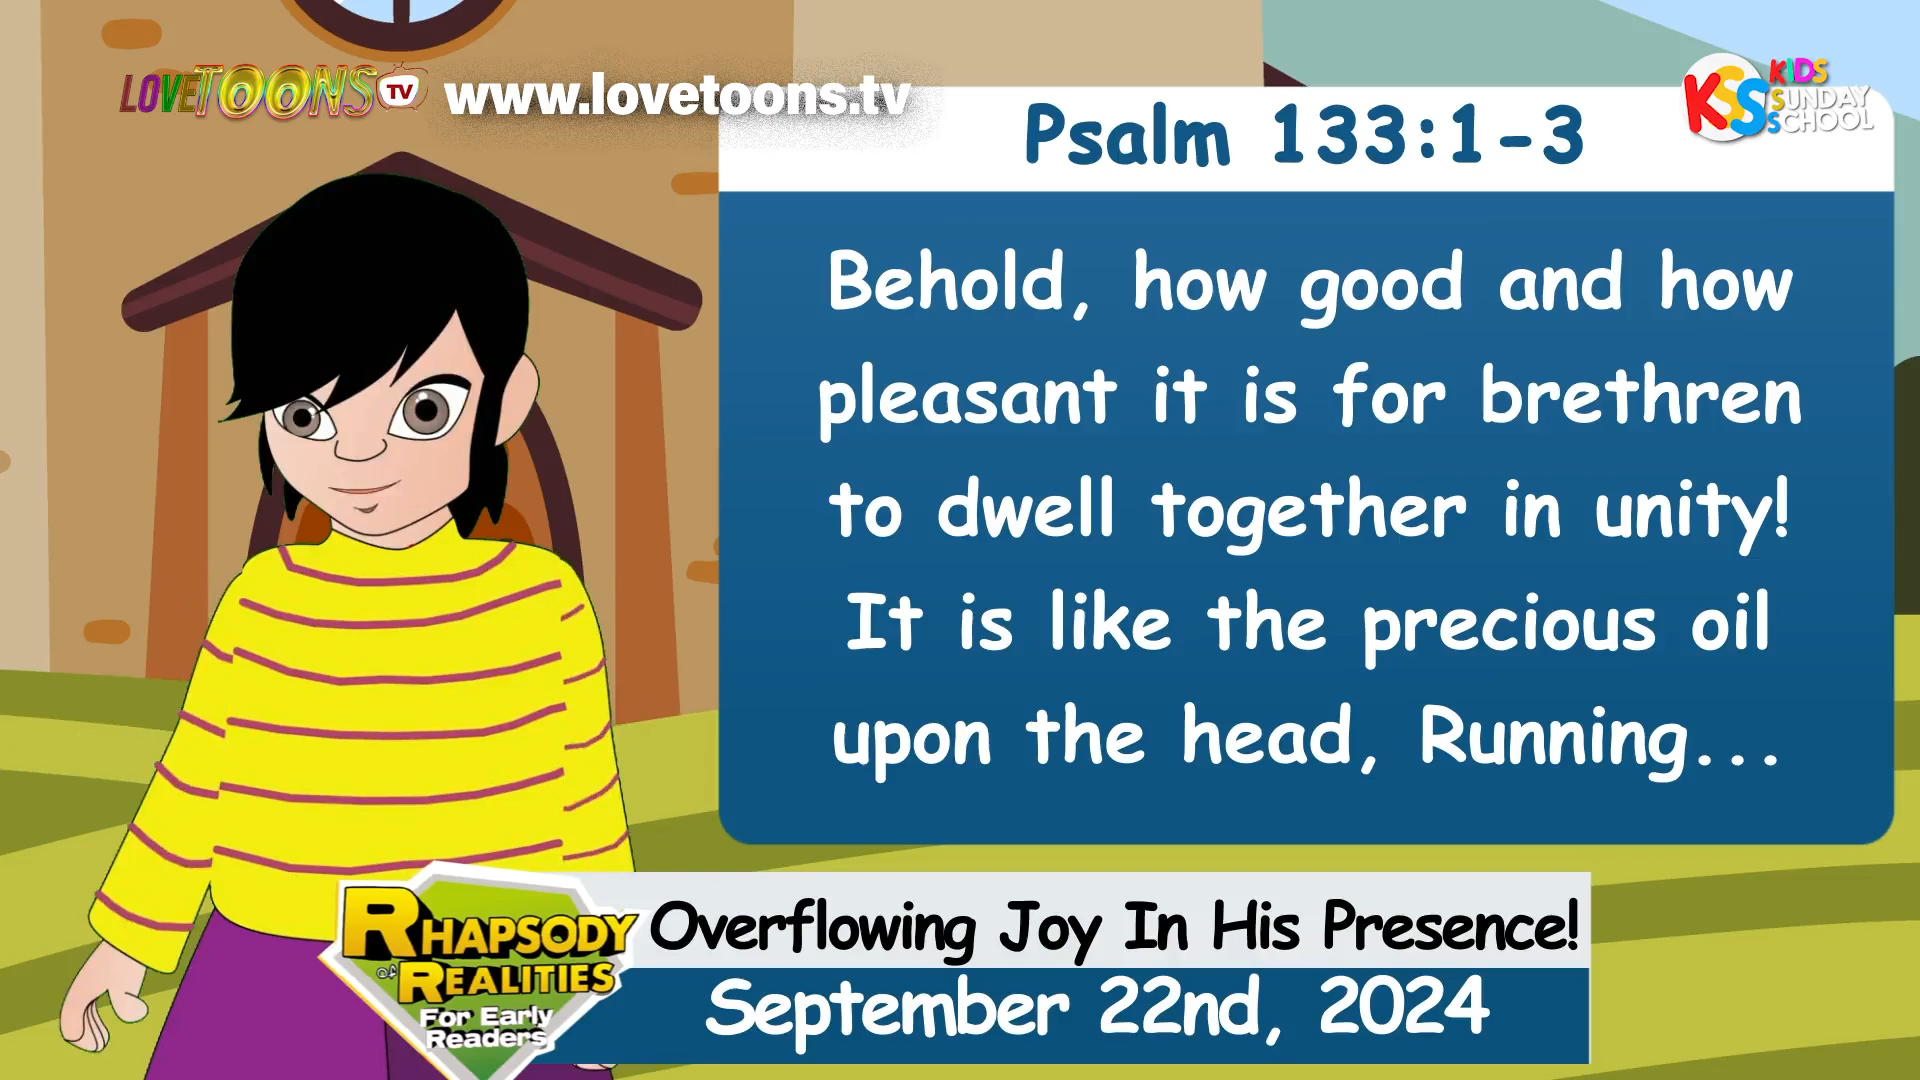 LOVETOONS TV www.lovetoons.tv
KSS KIDS SUNDAY SCHOOL
Psalm 133:1-3
Behold, how good and how
pleasant it is for brethren
to dwell together in unity!
It is like the precious oil
upon the head, Running...
RHAPSODY
OF REALITIES
For Early
Readers
Overflowing Joy In His Presence!
September 22nd, 2024